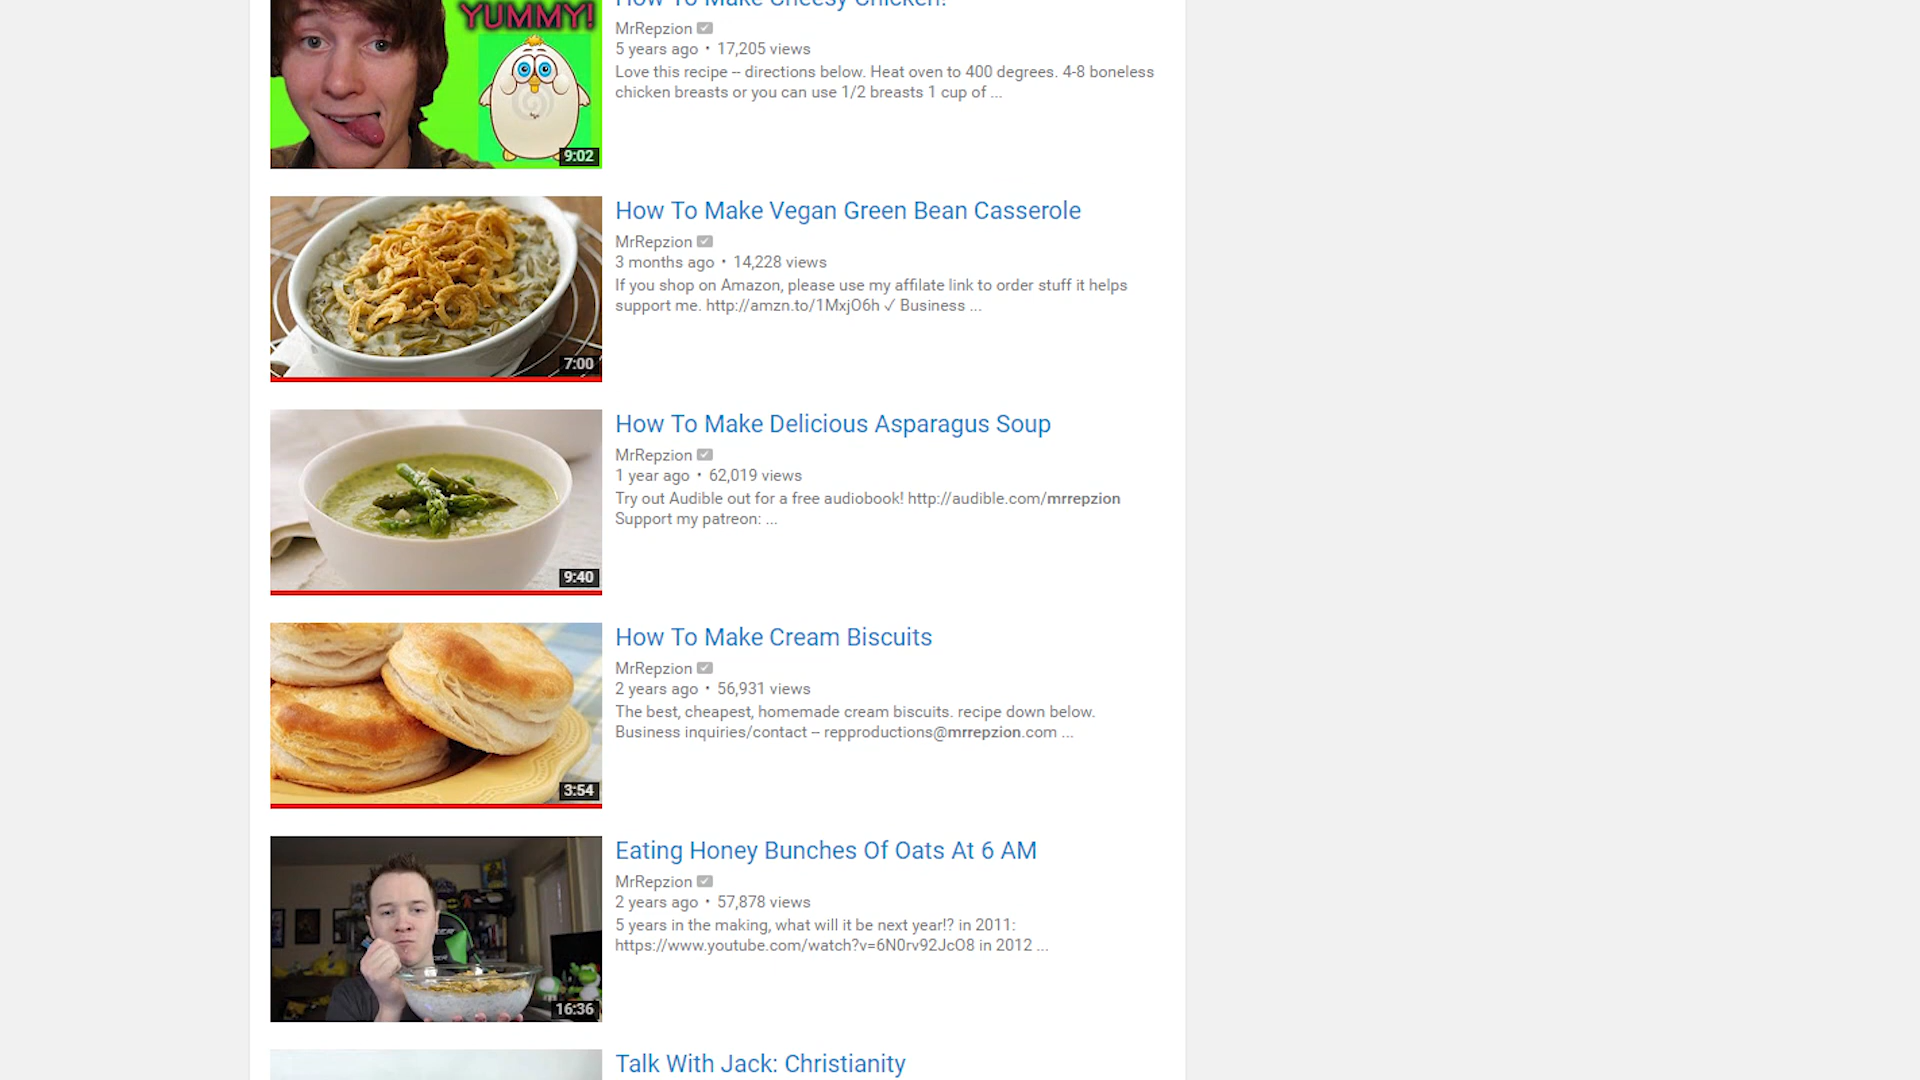 How To Make Cheesy Chicken!
YUMMY!
MrRepzion
5 years ago • 17,205 views
Love this recipe -- directions below. Heat oven to 400 degrees. 4-8 boneless
chicken breasts or you can use 1/2 breasts 1 cup of ...
9:02
How To Make Vegan Green Bean Casserole
MrRepzion
3 months ago • 14,228 views
If you shop on Amazon, please use my affilate link to order stuff it helps
support me. http://amzn.to/1MxjO6h ✓ Business ...
7:00
How To Make Delicious Asparagus Soup
MrRepzion
1 year ago • 62,019 views
Try out Audible out for a free audiobook! http://audible.com/mrrepzion
Support my patreon: ...
9:40
How To Make Cream Biscuits
MrRepzion
2 years ago • 56,931 views
The best, cheapest, homemade cream biscuits. recipe down below.
Business inquiries/contact -- repproductions@mrrepzion.com ...
3:54
Eating Honey Bunches Of Oats At 6 AM
MrRepzion
2 years ago • 57,878 views
5 years in the making, what will it be next year!? in 2011:
https://www.youtube.com/watch?v=6N0rv92JcO8 in 2012 ...
16:36
Talk With Jack: Christianity